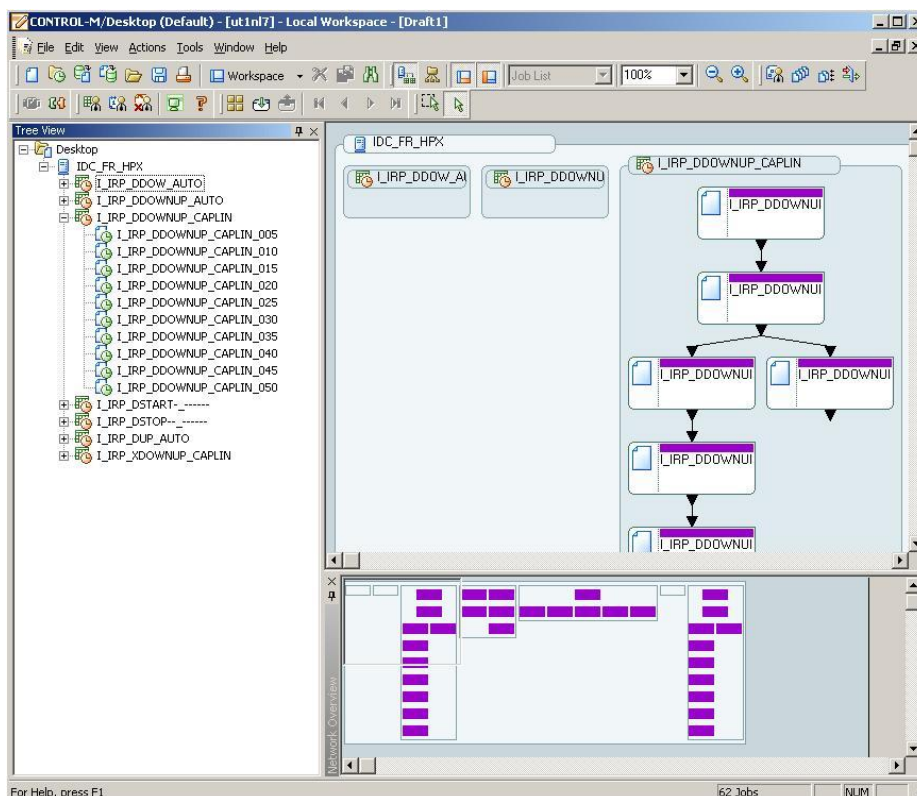 CONTROL-M/Desktop (Default) - [ut1nl7] - Local Workspace - [Draft1]
File Edit View Actions Tools Window Help
Workspace Job List 100%
Tree View
Desktop
IDC_FR_HPX
I_IRP_DDOW_AUTO
I_IRP_DDOWNUP_AUTO
I_IRP_DDOWNUP_CAPLIN
I_IRP_DDOWNUP_CAPLIN_005
I_IRP_DDOWNUP_CAPLIN_010
I_IRP_DDOWNUP_CAPLIN_015
I_IRP_DDOWNUP_CAPLIN_020
I_IRP_DDOWNUP_CAPLIN_025
I_IRP_DDOWNUP_CAPLIN_030
I_IRP_DDOWNUP_CAPLIN_035
I_IRP_DDOWNUP_CAPLIN_040
I_IRP_DDOWNUP_CAPLIN_045
I_IRP_DDOWNUP_CAPLIN_050
I_IRP_DSTART-_------
I_IRP_DSTOP--_------
I_IRP_DUP_AUTO
I_IRP_XDOWNUP_CAPLIN
IDC_FR_HPX
I_IRP_DDOW_AI
I_IRP_DDOWNU
I_IRP_DDOWNUP_CAPLIN
I_IRP_DDOWNUI
I_IRP_DDOWNUI
I_IRP_DDOWNUI
I_IRP_DDOWNUI
I_IRP_DDOWNUI
I_IRP_DDOWNUI
Network Overview
For Help, press F1
62 Jobs
NUM